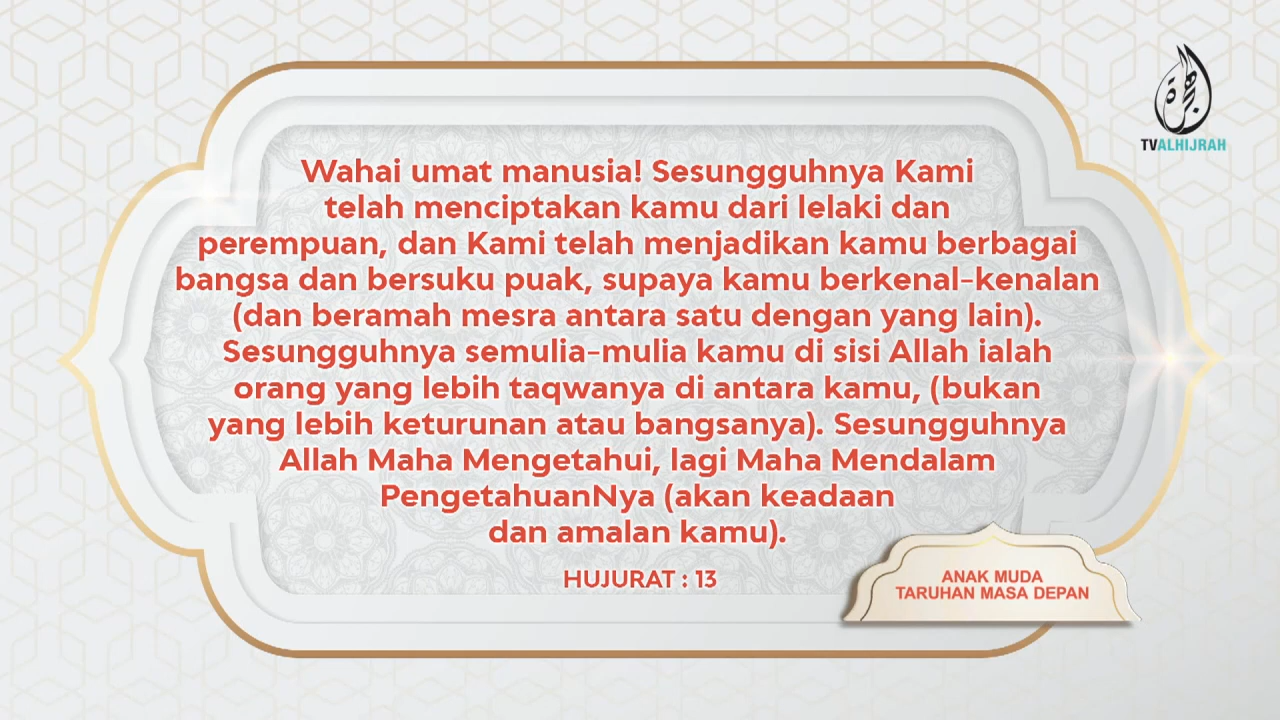 الهجرة
TVALHIJRAH
Wahai umat manusia! Sesungguhnya Kami
telah menciptakan kamu dari lelaki dan
perempuan, dan Kami telah menjadikan kamu berbagai
bangsa dan bersuku puak, supaya kamu berkenal-kenalan
(dan beramah mesra antara satu dengan yang lain).
Sesungguhnya semulia-mulia kamu di sisi Allah ialah
orang yang lebih taqwanya di antara kamu, (bukan
yang lebih keturunan atau bangsanya). Sesungguhnya
Allah Maha Mengetahui, lagi Maha Mendalam
PengetahuanNya (akan keadaan
dan amalan kamu).
HUJURAT : 13
ANAK MUDA
TARUHAN MASA DEPAN